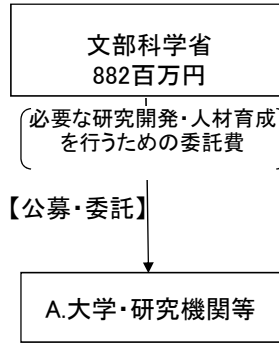 文部科学省
882百万円
必要な研究開発・人材育成
を行うための委託費
【公募・委託】
A.大学・研究機関等